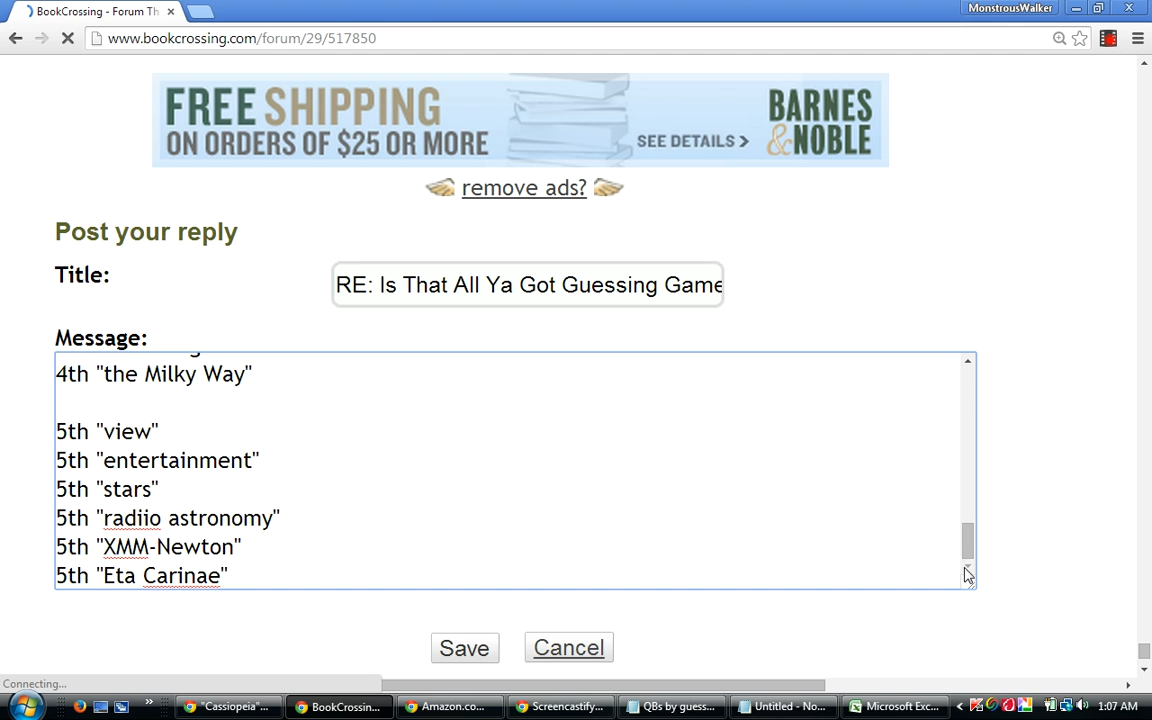 BookCrossing - Forum Th
MonstrousWalker
www.bookcrossing.com/forum/29/517850
FREE SHIPPING
ON ORDERS OF $25 OR MORE
SEE DETAILS >
BARNES
& NOBLE
remove ads?
Post your reply
Title:
RE: Is That All Ya Got Guessing Game
Message:
4th "the Milky Way"
5th "view"
5th "entertainment"
5th "stars"
5th "radiio astronomy"
5th "XMM-Newton"
5th "Eta Carinae"
Save
Cancel
Connecting...
"Cassiopeia"...
BookCrossin...
Amazon.co...
Screencastify...
QBs by guess...
Untitled - No...
Microsoft Exc...
1:07 AM